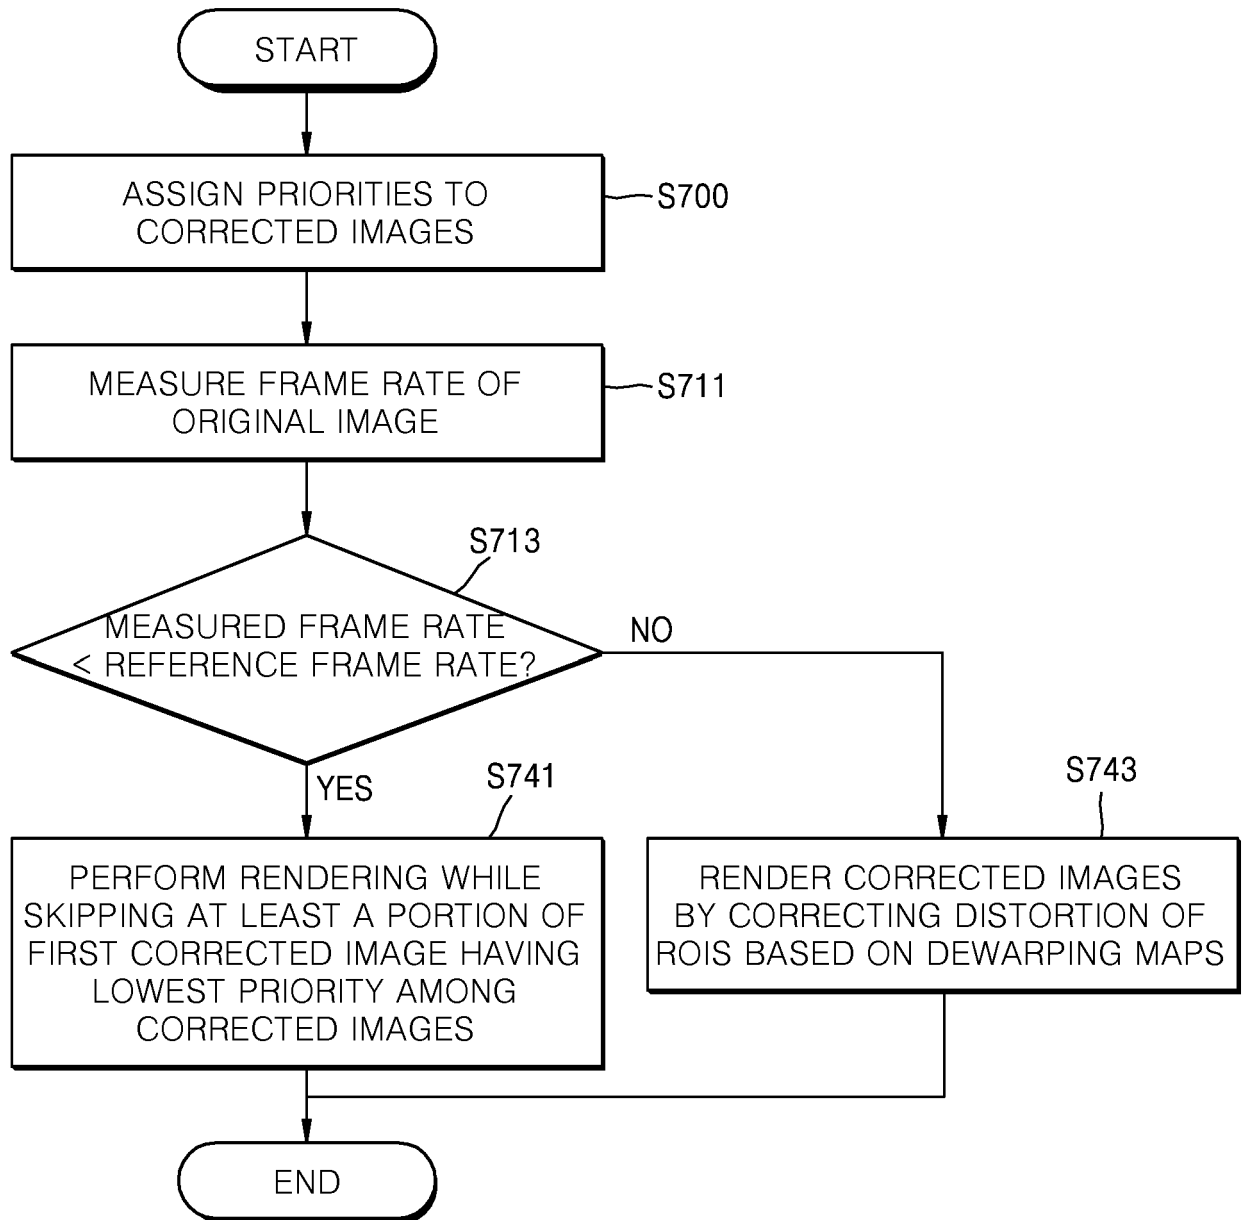 START
ASSIGN PRIORITIES TO
CORRECTED IMAGES
S700
MEASURE FRAME RATE OF
ORIGINAL IMAGE
S711
S713
MEASURED FRAME RATE
< REFERENCE FRAME RATE?
NO
YES
S741
PERFORM RENDERING WHILE
SKIPPING AT LEAST A PORTION OF
FIRST CORRECTED IMAGE HAVING
LOWEST PRIORITY AMONG
CORRECTED IMAGES
S743
RENDER CORRECTED IMAGES
BY CORRECTING DISTORTION OF
ROIS BASED ON DEWARPING MAPS
END